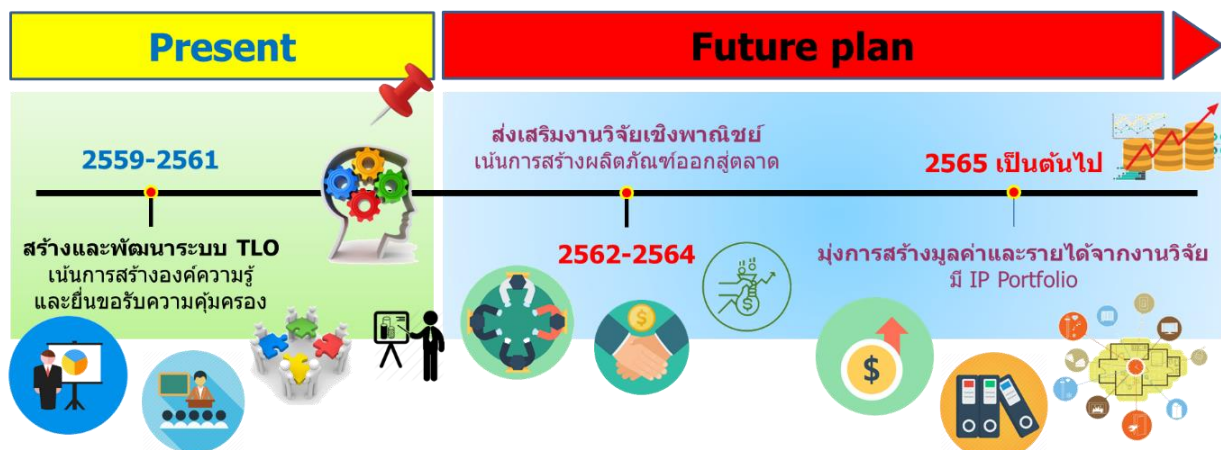 Present
Future plan
2559-2561
สร้างและพัฒนาระบบ TLO
เน้นการสร้างองค์ความรู้
และยื่นขอรับความคุ้มครอง
ส่งเสริมงานวิจัยเชิงพาณิชย์
เน้นการสร้างผลิตภัณฑ์ออกสู่ตลาด
2562-2564
2565 เป็นต้นไป
มุ่งการสร้างมูลค่าและรายได้จากงานวิจัย
มี IP Portfolio